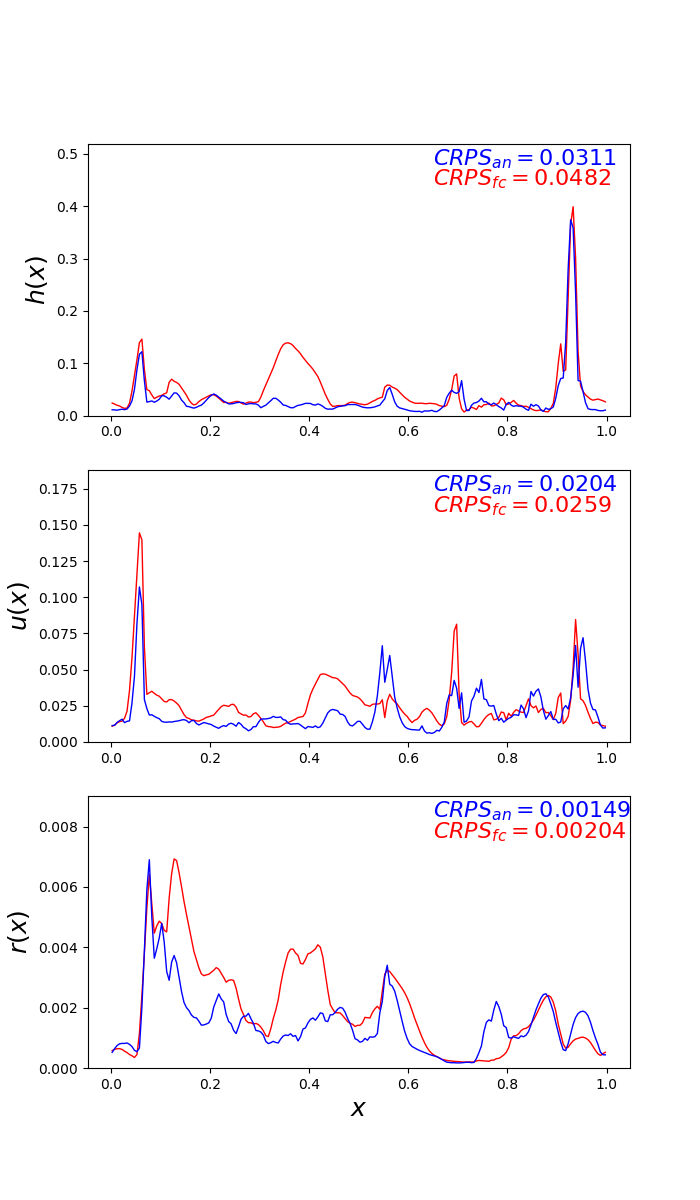 CRPS_an = 0.0311
CRPS_fc = 0.0482
0.5
0.4
0.3
0.2
0.1
0.0
h(x)
0.0 0.2 0.4 0.6 0.8 1.0
CRPS_an = 0.0204
CRPS_fc = 0.0259
0.175
0.150
0.125
0.100
0.075
0.050
0.025
0.000
u(x)
0.0 0.2 0.4 0.6 0.8 1.0
CRPS_an = 0.00149
CRPS_fc = 0.00204
0.008
0.006
0.004
0.002
0.000
r(x)
0.0 0.2 0.4 0.6 0.8 1.0
x